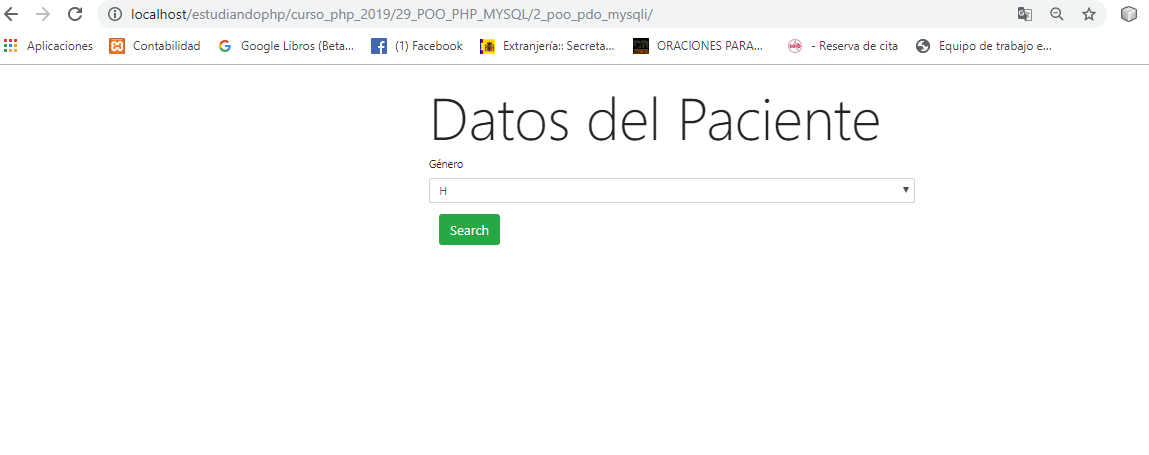 localhost/estudiandophp/curso_php_2019/29_POO_PHP_MYSQL/2_poo_pdo_mysqli/
Aplicaciones Contabilidad Google Libros (Beta... (1) Facebook Extranjería:: Secreta... ORACIONES PARA... - Reserva de cita Equipo de trabajo e...
Datos del Paciente
Género
H
Search